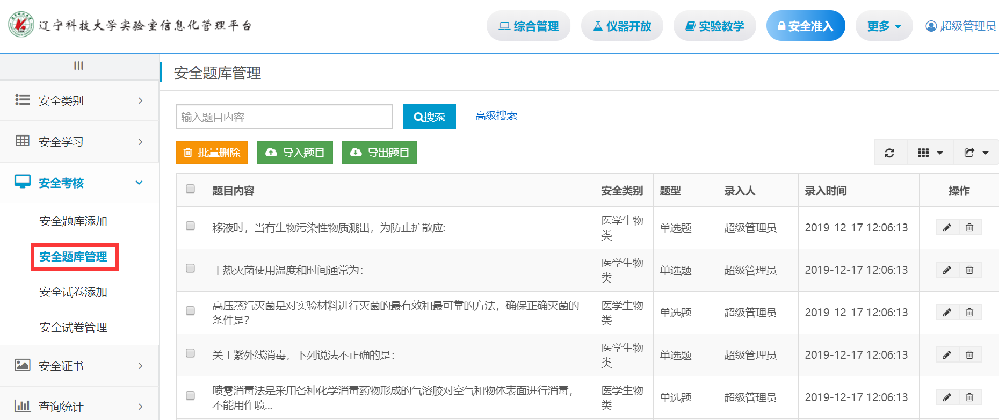 辽宁科技大学实验室信息化管理平台
综合管理
仪器开放
实验教学
安全准入
更多
超级管理员
安全类别
安全学习
安全考核
安全题库添加
安全题库管理
安全试卷添加
安全试卷管理
安全证书
查询统计
安全题库管理
输入题目内容
搜索
高级搜索
批量删除
导入题目
导出题目
题目内容 安全类别 题型 录入人 录入时间 操作
移液时，当有生物污染性物质溅出，为防止扩散应:
医学生物
类
单选题 超级管理员 2019-12-17 12:06:13
干热灭菌使用温度和时间通常为：
医学生物
类
单选题 超级管理员 2019-12-17 12:06:13
高压蒸汽灭菌是对实验材料进行灭菌的最有效和最可靠的方法，确保正确灭菌的
条件是？
医学生物
类
单选题 超级管理员 2019-12-17 12:06:13
关于紫外线消毒，下列说法不正确的是：
医学生物
类
单选题 超级管理员 2019-12-17 12:06:13
喷雾消毒法是采用各种化学消毒药物形成的气溶胶对空气和物体表面进行消毒，
不能用作喷...
医学生物
类
单选题 超级管理员 2019-12-17 12:06:13